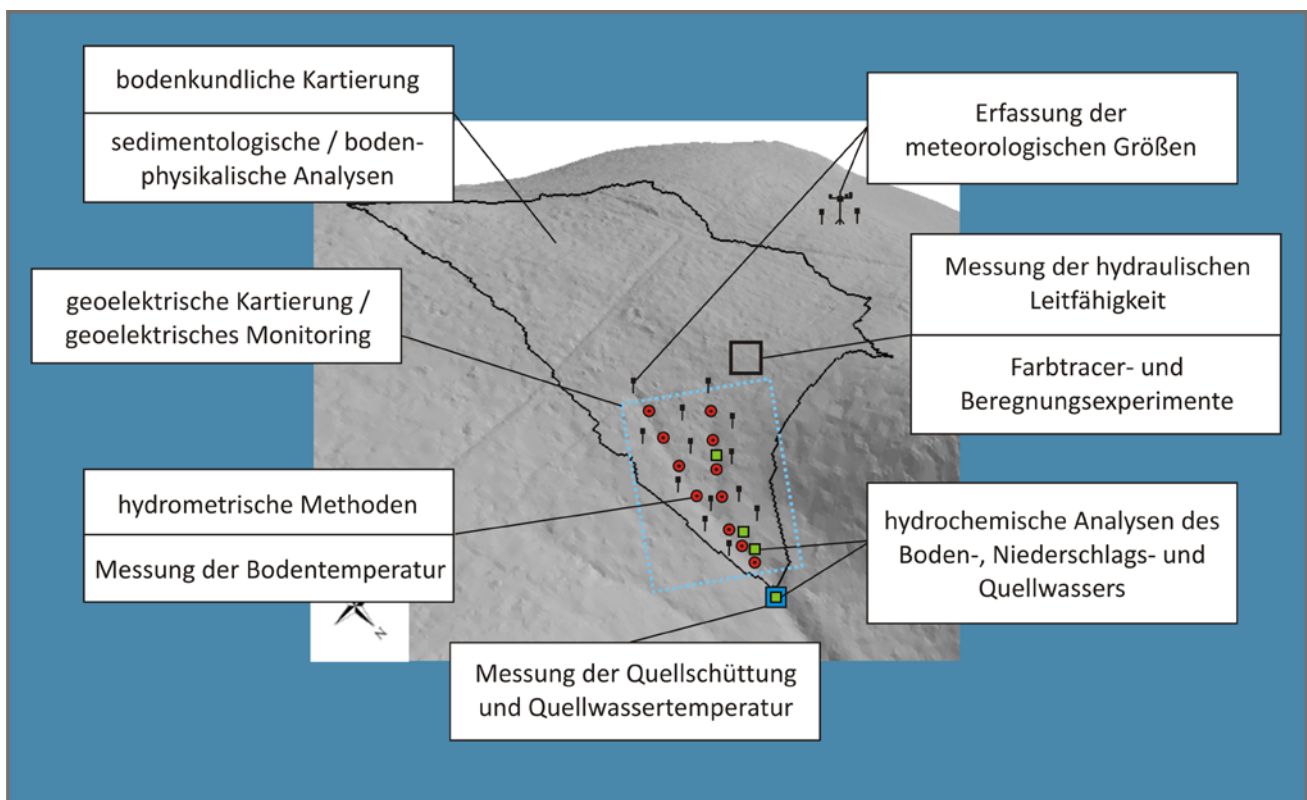 bodenkundliche Kartierung
sedimentologische / boden-
physikalische Analysen
Erfassung der
meteorologischen Größen
geoelektrische Kartierung /
geoelektrisches Monitoring
Messung der hydraulischen
Leitfähigkeit
Farbtracer- und
Beregnungsexperimente
hydrometrische Methoden
Messung der Bodentemperatur
hydrochemische Analysen des
Boden-, Niederschlags- und
Quellwassers
N
Messung der Quellschüttung
und Quellwassertemperatur